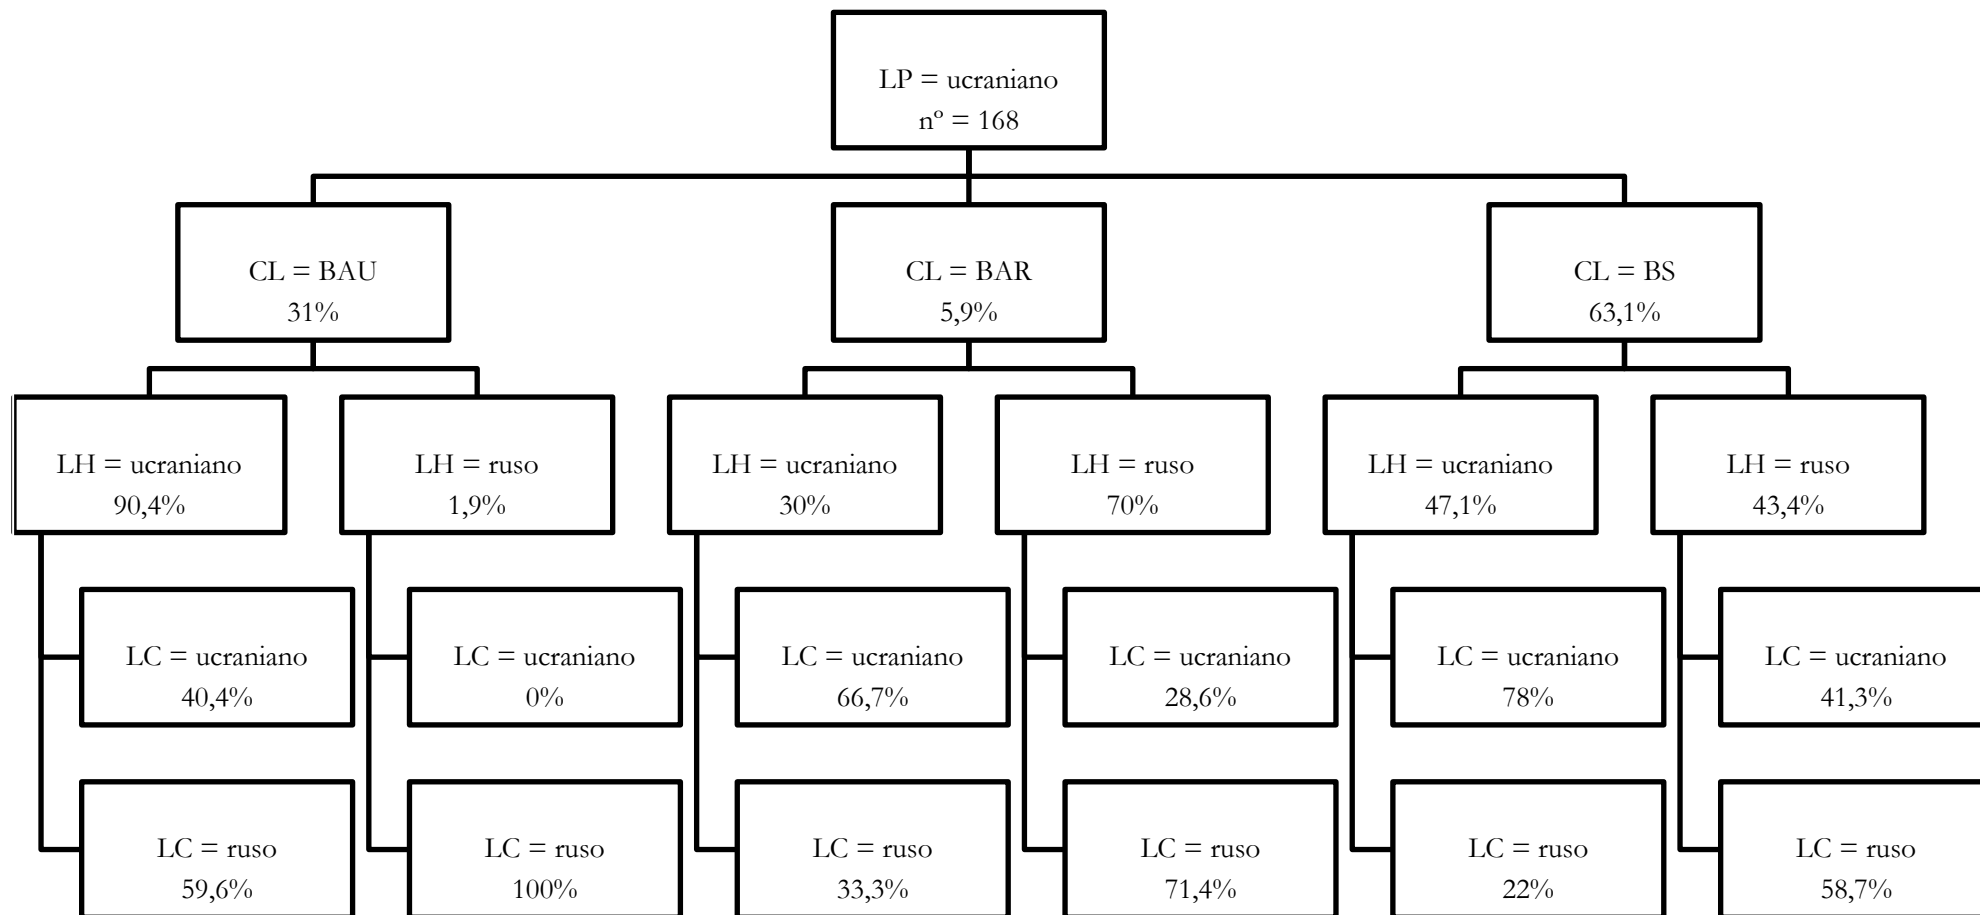 LP = ucraniano
nº = 168
CL = BAU
31%
CL = BAR
5,9%
CL = BS
63,1%
LH = ucraniano
90,4%
LH = ruso
1,9%
LH = ucraniano
30%
LH = ruso
70%
LH = ucraniano
47,1%
LH = ruso
43,4%
LC = ucraniano
40,4%
LC = ucraniano
0%
LC = ucraniano
66,7%
LC = ucraniano
28,6%
LC = ucraniano
78%
LC = ucraniano
41,3%
LC = ruso
59,6%
LC = ruso
100%
LC = ruso
33,3%
LC = ruso
71,4%
LC = ruso
22%
LC = ruso
58,7%